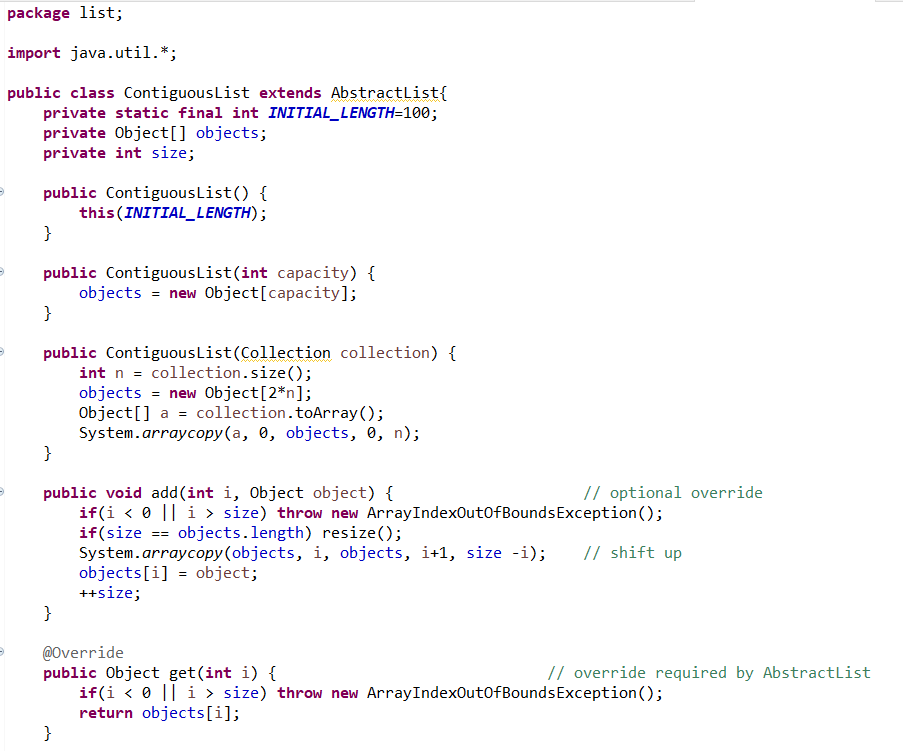 package list;
import java.util.*;
public class ContiguousList extends AbstractList{
private static final int INITIAL_LENGTH=100;
private Object[] objects;
private int size;
public ContiguousList() {
this(INITIAL_LENGTH);
}
public ContiguousList(int capacity) {
objects = new Object[capacity];
}
public ContiguousList(Collection collection) {
int n = collection.size();
objects = new Object[2*n];
Object[] a = collection.toArray();
System.arraycopy(a, 0, objects, 0, n);
}
public void add(int i, Object object) { // optional override
if(i < 0 || i > size) throw new ArrayIndexOutOfBoundsException();
if(size == objects.length) resize();
System.arraycopy(objects, i, objects, i+1, size -i); // shift up
objects[i] = object;
++size;
}
@Override
public Object get(int i) { // override required by AbstractList
if(i < 0 || i > size) throw new ArrayIndexOutOfBoundsException();
return objects[i];
}